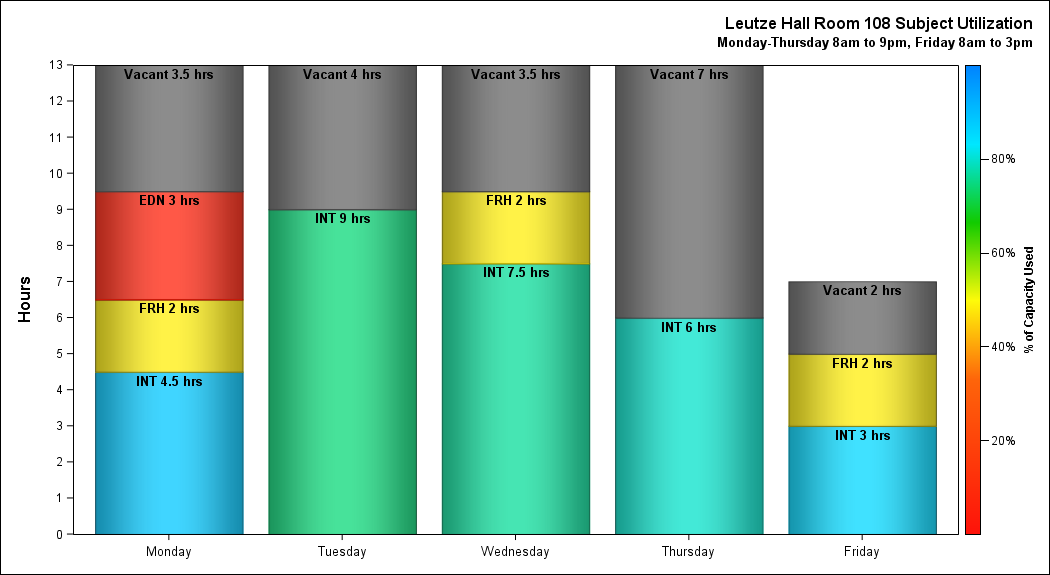 Leutze Hall Room 108 Subject Utilization
Monday-Thursday 8am to 9pm, Friday 8am to 3pm
Hours
13
12
11
10
9
8
7
6
5
4
3
2
1
0
Vacant 3.5 hrs
EDN 3 hrs
FRH 2 hrs
INT 4.5 hrs
Vacant 4 hrs
INT 9 hrs
Vacant 3.5 hrs
FRH 2 hrs
INT 7.5 hrs
Vacant 7 hrs
INT 6 hrs
Vacant 2 hrs
FRH 2 hrs
INT 3 hrs
Monday
Tuesday
Wednesday
Thursday
Friday
80%
60%
40%
20%
% of Capacity Used